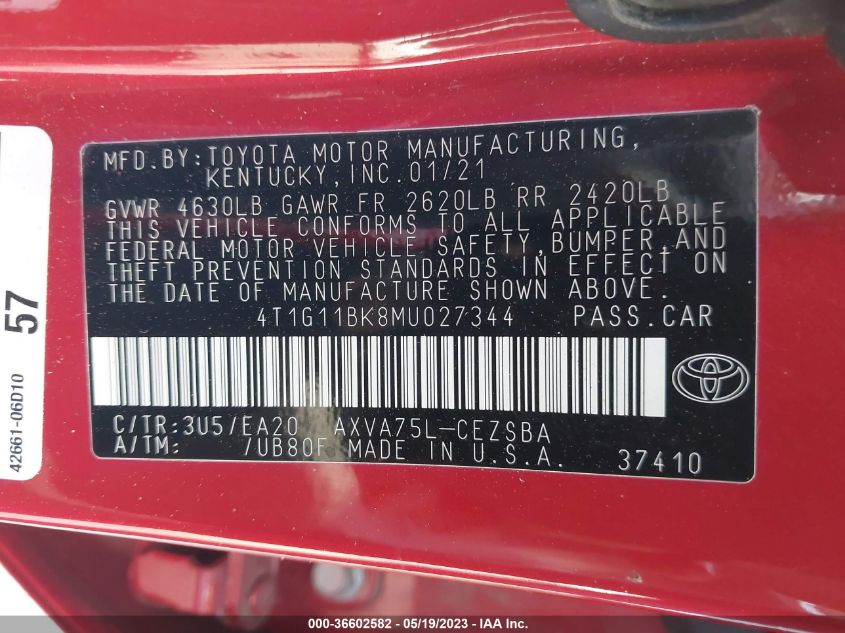 MFD.BY:TOYOTA MOTOR MANUFACTURING,
KENTUCKY,INC.01/21
GVWR 4630LB GAWR FR 2620LB RR 2420LB
THIS VEHICLE CONFORMS TO ALL APPLICABLE
FEDERAL MOTOR VEHICLE SAFETY,BUMPER,AND
THEFT PREVENTION STANDARDS IN EFFECT ON
THE DATE OF MANUFACTURE SHOWN ABOVE.
4T1G11BK8MU027344 PASS.CAR
C/TR:3U5/EA20 AXVA75L-CEZSBA
A/TM: /UB80F MADE IN U.S.A. 37410
57
42661-06D10
000-36602582 - 05/19/2023 - IAA Inc.